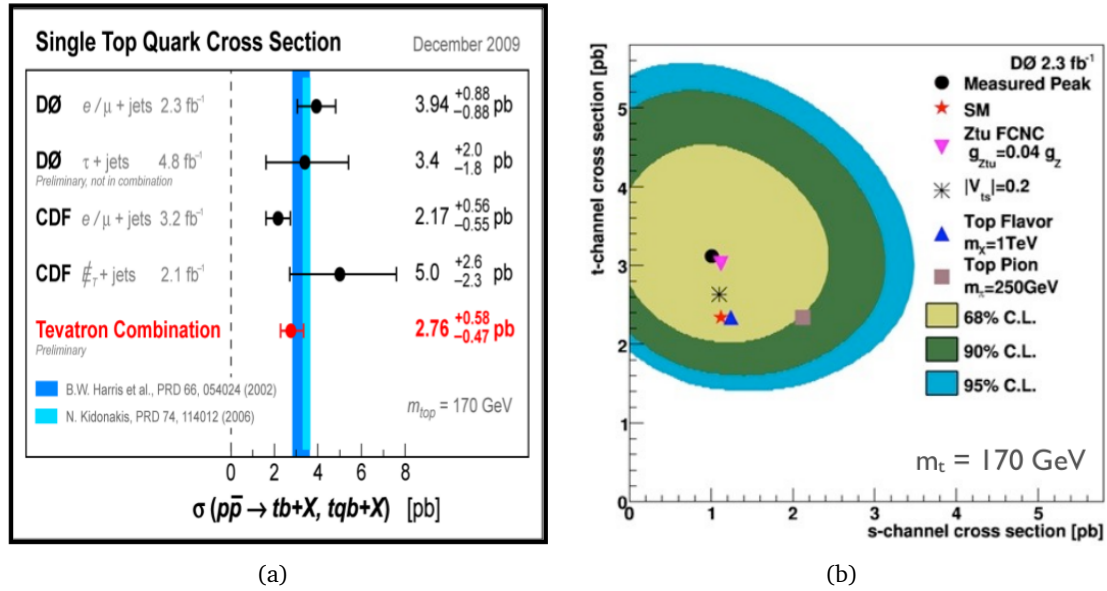 Single Top Quark Cross Section December 2009
DØ e/μ + jets 2.3 fb⁻¹ 3.94 +0.88 −0.88 pb
DØ τ + jets 4.8 fb⁻¹ 3.4 +2.0 −1.8 pb
Preliminary, not in combination
CDF e/μ + jets 3.2 fb⁻¹ 2.17 +0.56 −0.55 pb
CDF E̸_T + jets 2.1 fb⁻¹ 5.0 +2.6 −2.3 pb
Tevatron Combination 2.76 +0.58 −0.47 pb
Preliminary
B.W. Harris et al., PRD 66, 054024 (2002)
N. Kidonakis, PRD 74, 114012 (2006)
m_top = 170 GeV
0 2 4 6 8
σ (pp̅ → tb+X, tqb+X) [pb]
(a)
t-channel cross section [pb]
5
4
3
2
1
0
DØ 2.3 fb⁻¹
Measured Peak
SM
Ztu FCNC
g_Ztu=0.04 g_Z
|V_ts|=0.2
Top Flavor
m_X=1TeV
Top Pion
m_π=250GeV
68% C.L.
90% C.L.
95% C.L.
mₜ = 170 GeV
0 1 2 3 4 5
s-channel cross section [pb]
(b)